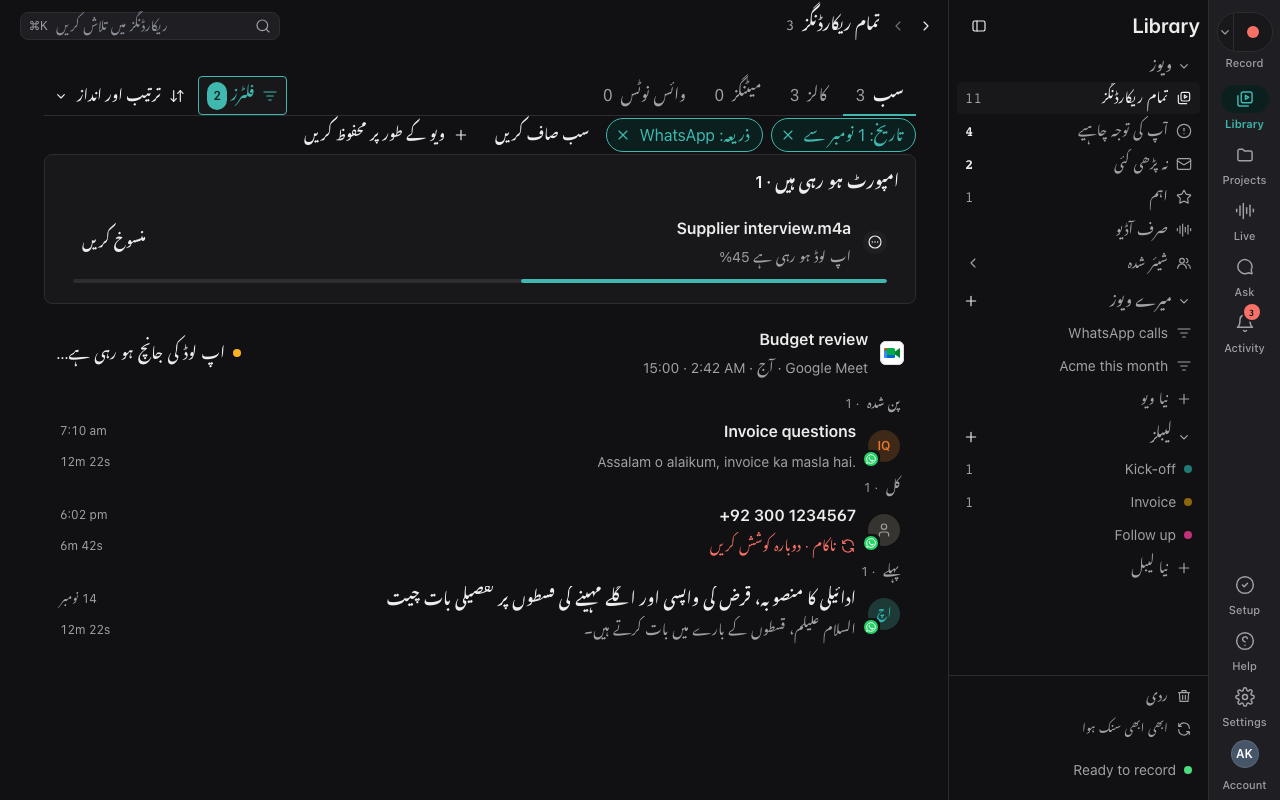 Record
Library
Projects
Live
Ask
3
Activity
Setup
Help
Settings
AK
Account
Library
ویوز
تمام ریکارڈنگز 11
آپ کی توجہ چاہیے 4
نہ پڑھی گئی 2
اہم 1
صرف آڈیو
شیئر شدہ
میرے ویوز +
WhatsApp calls
Acme this month
+ نیا ویو
لیبلز +
Kick-off 1
Invoice 1
Follow up
+ نیا لیبل
ردی
ابھی ابھی سنک ہوا
Ready to record
تمام ریکارڈنگز 3
ریکارڈنگز میں تلاش کریں ⌘K
سب 3 کالز 3 میٹنگز 0 وائس نوٹس 0
فلٹرز 2 ترتیب اور انداز
تاریخ: 1 نومبر سے × ذریعہ: WhatsApp × سب صاف کریں + ویو کے طور پر محفوظ کریں
امپورٹ ہو رہی ہیں · 1
Supplier interview.m4a
اپ لوڈ ہو رہی ہے 45%
منسوخ کریں
Budget review
Google Meet · آج · 2:42 AM · 15:00
اپ لوڈ کی جانچ ہو رہی ہے...
پن شدہ · 1
IQ
Invoice questions 7:10 am
Assalam o alaikum, invoice ka masla hai. 12m 22s
کل · 1
+92 300 1234567 6:02 pm
ناکام · دوبارہ کوشش کریں 6m 42s
پہلے · 1
اچ
ادائیلی کا منصوبہ، قرض کی واپسی اور اگلے مہینے کی قسطوں پر تفصیلی بات چیت 14 نومبر
السلام علیکم، قسطوں کے بارے میں بات کرتے ہیں۔ 12m 22s